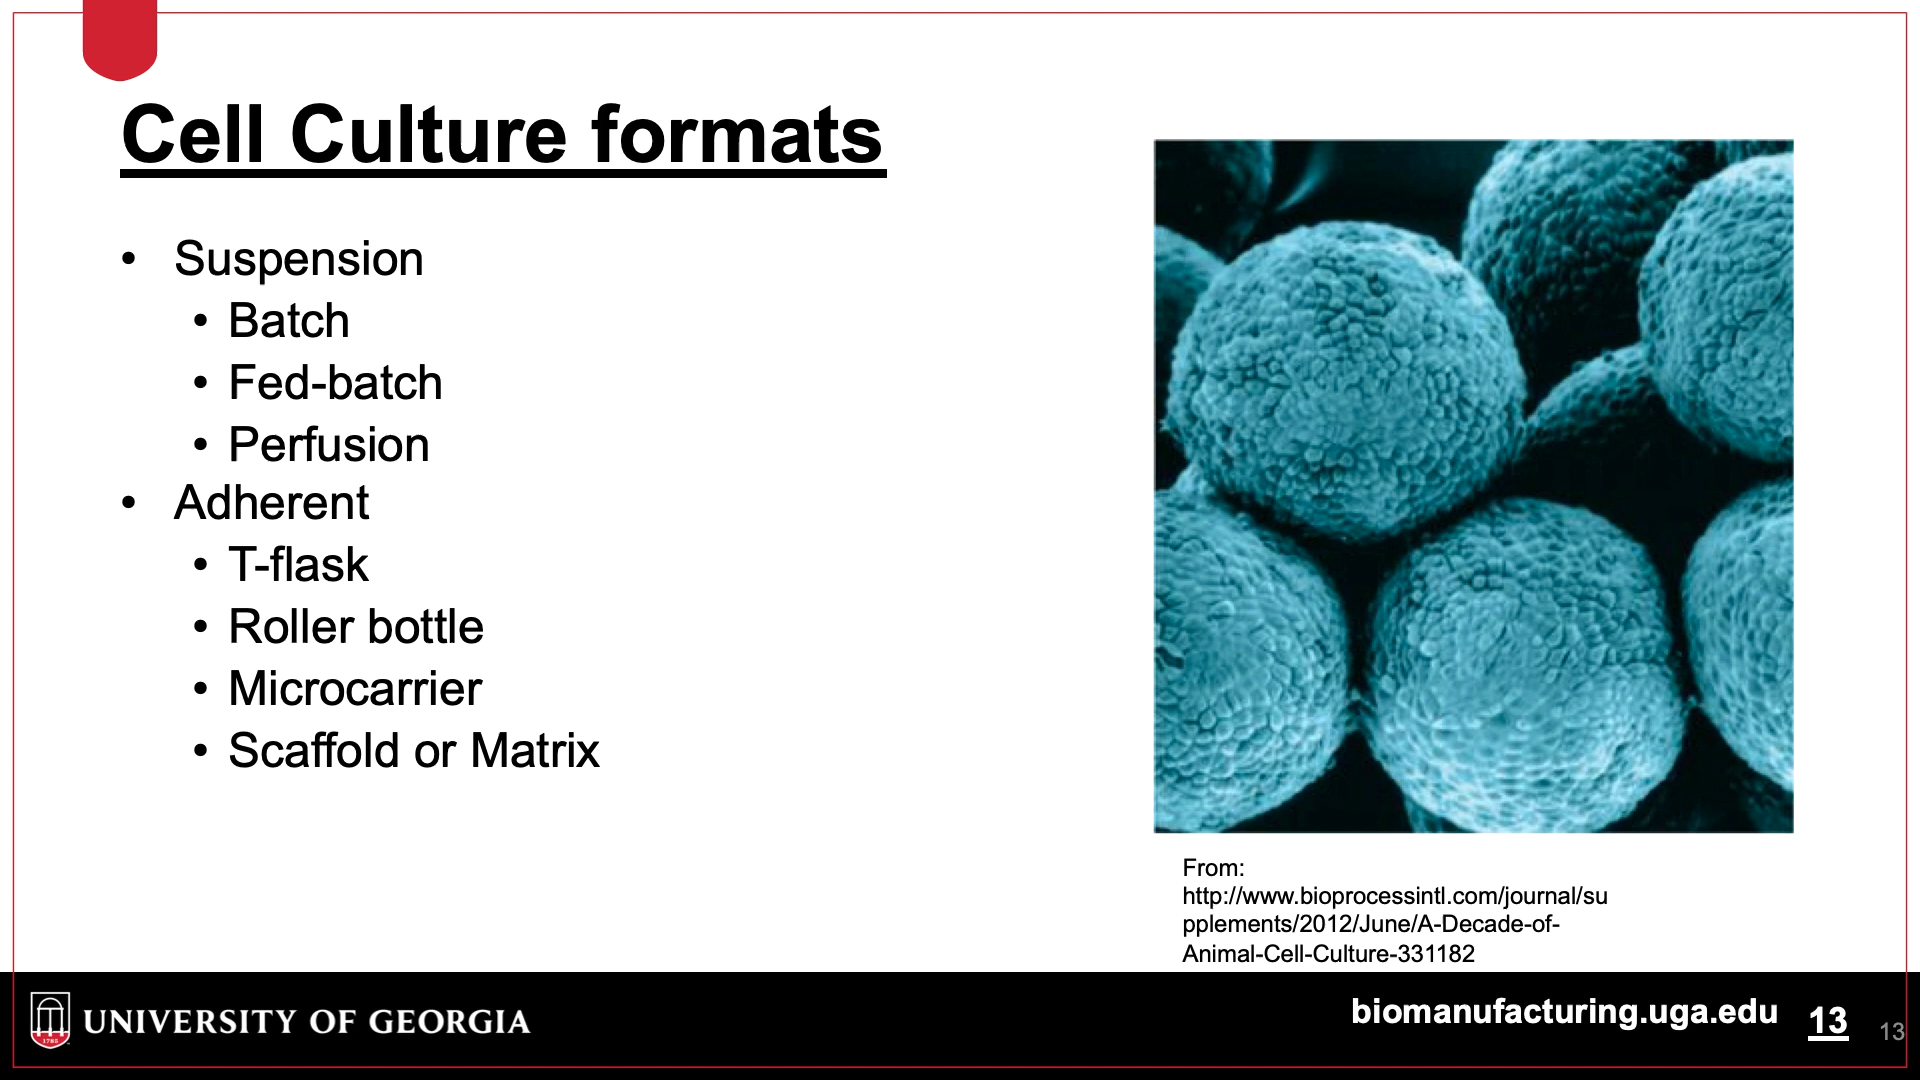 Cell Culture formats
• Suspension
• Batch
• Fed-batch
• Perfusion
• Adherent
• T-flask
• Roller bottle
• Microcarrier
• Scaffold or Matrix
From:
http://www.bioprocessintl.com/journal/su
pplements/2012/June/A-Decade-of-
Animal-Cell-Culture-331182
1785
UNIVERSITY OF GEORGIA
biomanufacturing.uga.edu
13
13